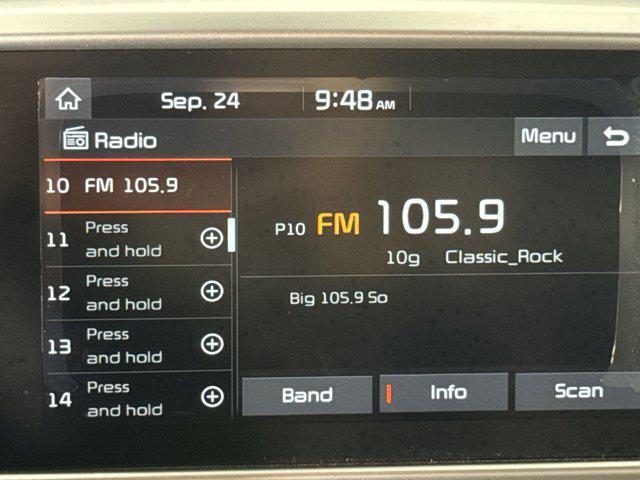 Sep. 24 9:48 AM
Radio Menu
10 FM 105.9
11 Press and hold
12 Press and hold
13 Press and hold
14 Press and hold
P10 FM 105.9
10g Classic_Rock
Big 105.9 So
Band Info Scan